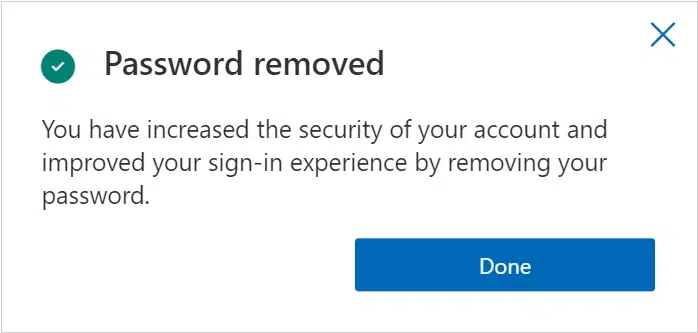 Password removed
You have increased the security of your account and
improved your sign-in experience by removing your
password.
Done